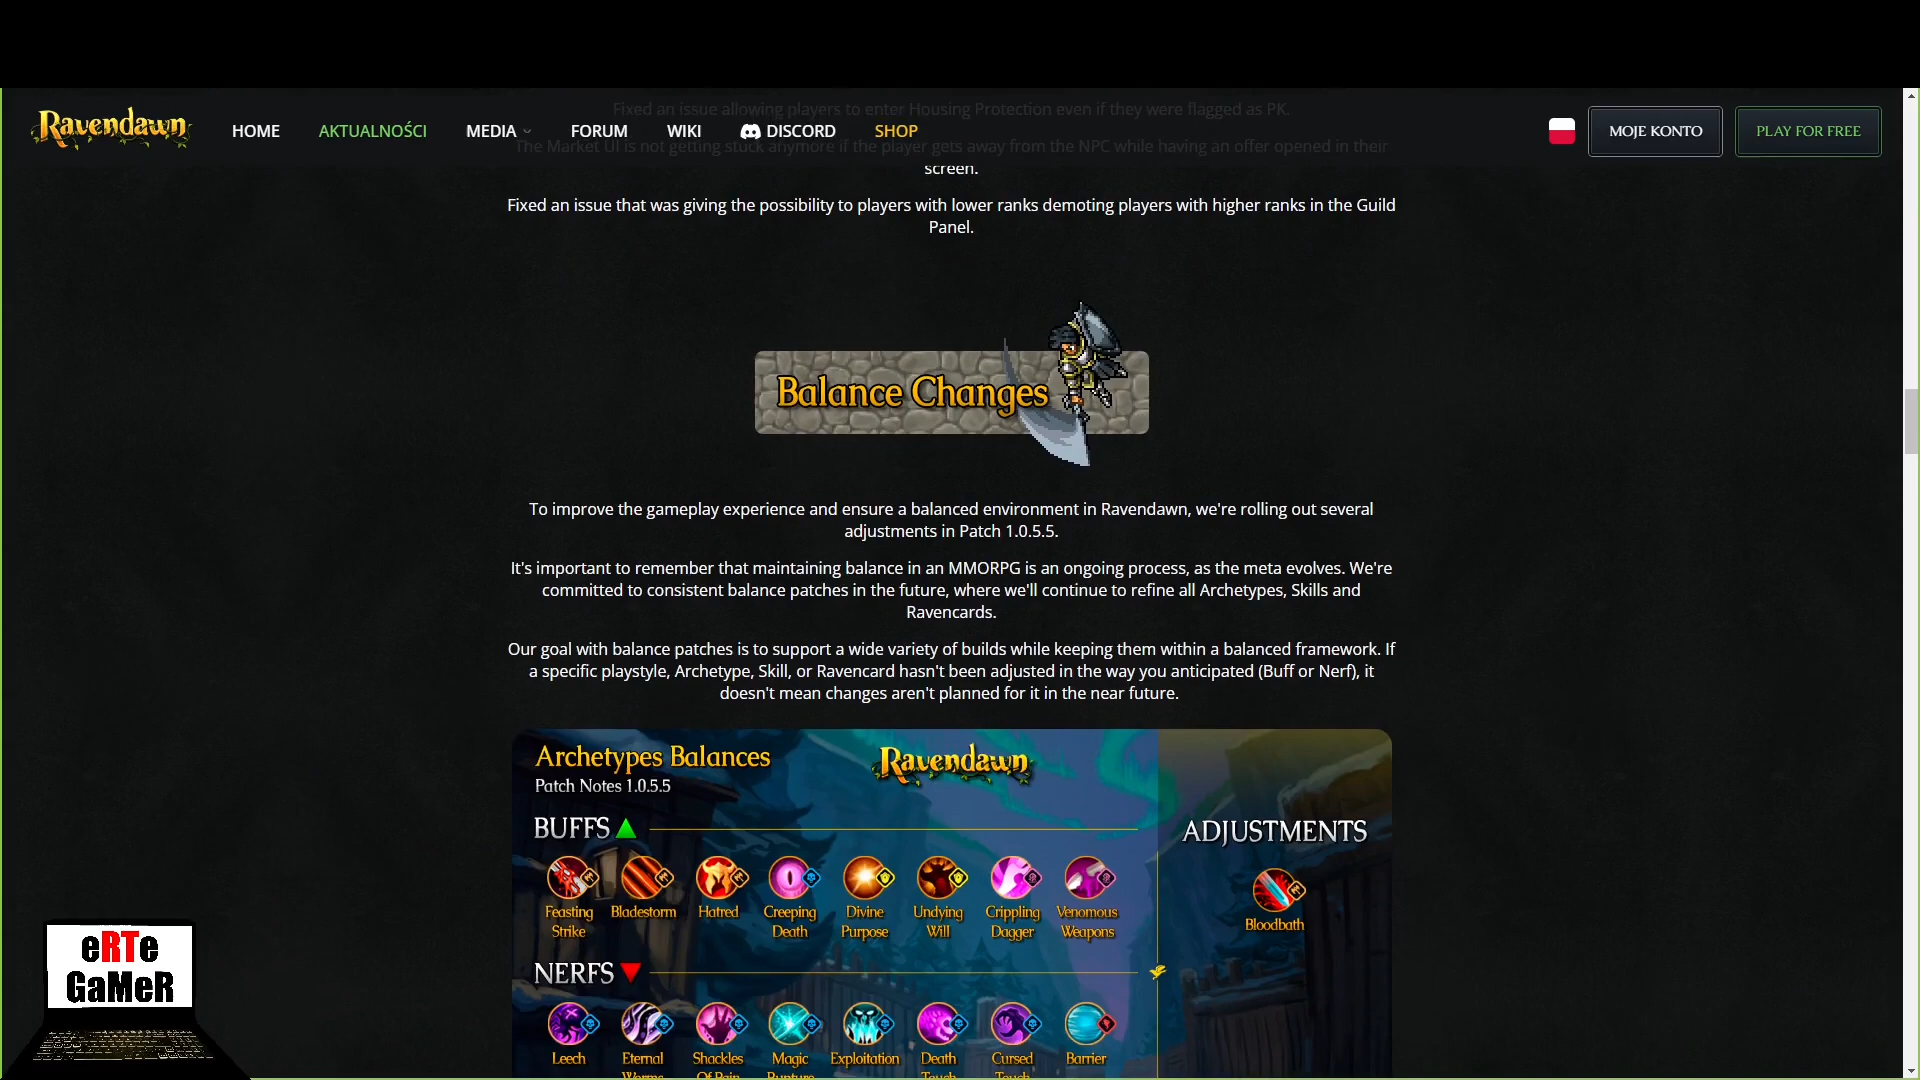 Fixed an issue allowing players to enter Housing Protection even if they were flagged as PK.
Ravendawn
HOME
AKTUALNOŚCI
MEDIA
FORUM
WIKI
DISCORD
SHOP
MOJE KONTO
PLAY FOR FREE
The Market UI is not getting stuck anymore if the player gets away from the NPC while having an offer opened in their
screen.
Fixed an issue that was giving the possibility to players with lower ranks demoting players with higher ranks in the Guild
Panel.
Balance Changes
To improve the gameplay experience and ensure a balanced environment in Ravendawn, we're rolling out several
adjustments in Patch 1.0.5.5.
It's important to remember that maintaining balance in an MMORPG is an ongoing process, as the meta evolves. We're
committed to consistent balance patches in the future, where we'll continue to refine all Archetypes, Skills and
Ravencards.
Our goal with balance patches is to support a wide variety of builds while keeping them within a balanced framework. If
a specific playstyle, Archetype, Skill, or Ravencard hasn't been adjusted in the way you anticipated (Buff or Nerf), it
doesn't mean changes aren't planned for it in the near future.
Archetypes Balances
Ravendawn
Patch Notes 1.0.5.5
BUFFS
ADJUSTMENTS
Feasting
Strike
Bladestorm
Hatred
Creeping
Death
Divine
Purpose
Undying
Will
Crippling
Dagger
Venomous
Weapons
Bloodbath
NERFS
Leech
Eternal
Worms
Shackles
Of Pain
Magic
Rupture
Exploitation
Death
Touch
Cursed
Touch
Barrier
eRTe
GaMeR